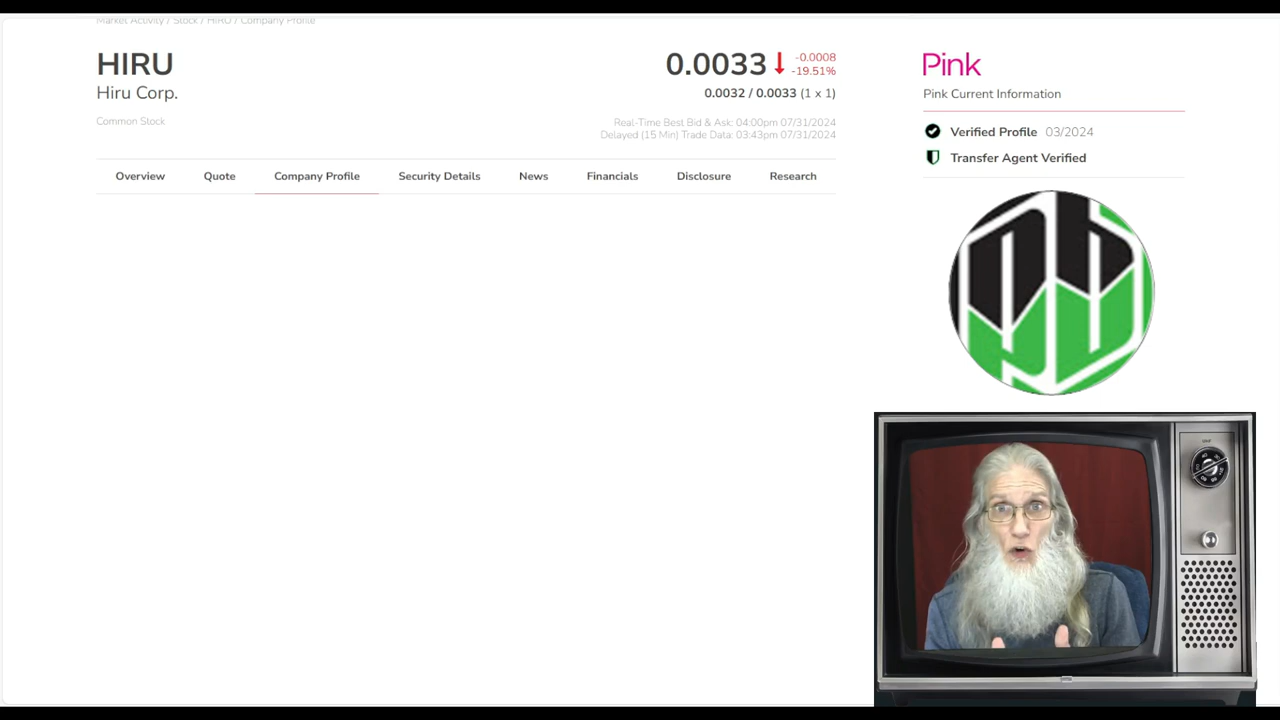 Market Activity / Stock / HIRU / Company Profile
HIRU
Hiru Corp.
Common Stock
0.0033 -0.0008
-19.51%
0.0032 / 0.0033 (1 x 1)
Real-Time Best Bid & Ask: 04:00pm 07/31/2024
Delayed (15 Min) Trade Data: 03:43pm 07/31/2024
Overview Quote Company Profile Security Details News Financials Disclosure Research
Pink
Pink Current Information
Verified Profile 03/2024
Transfer Agent Verified